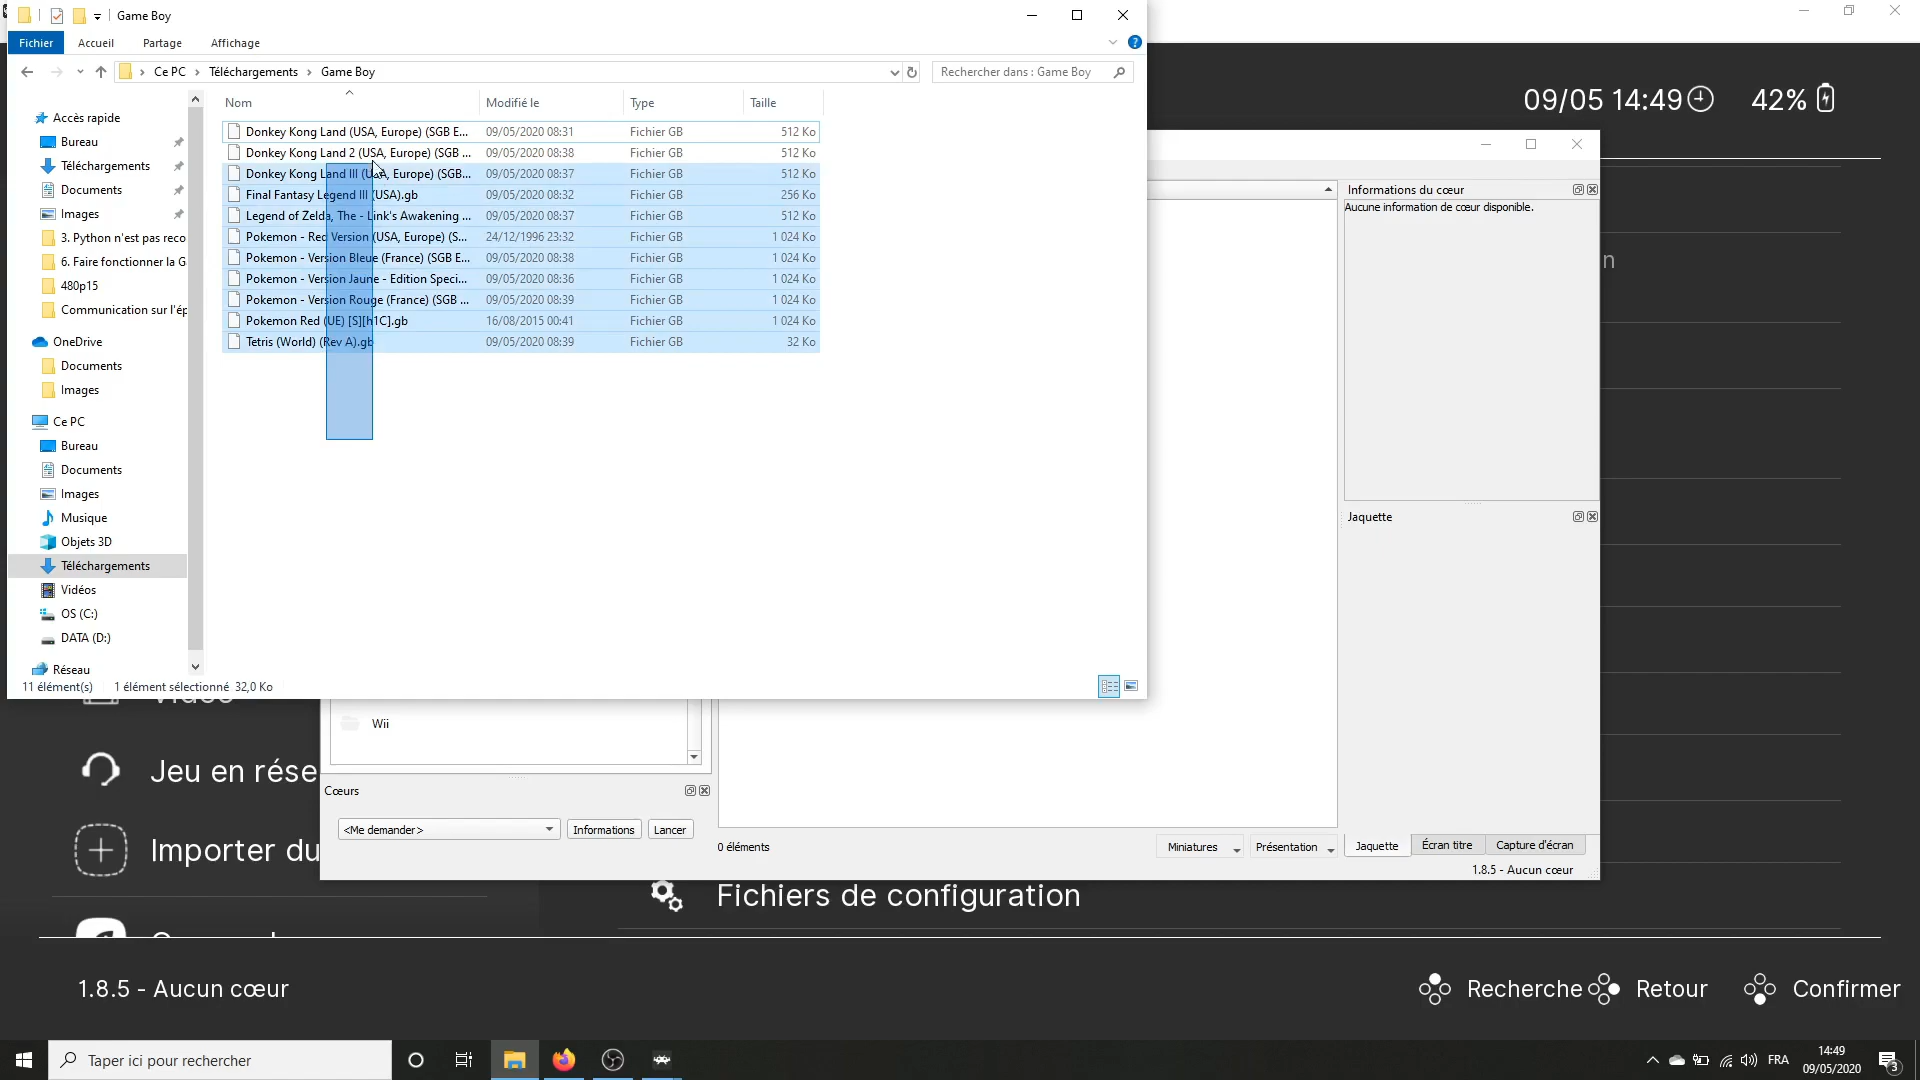 Game Boy
Fichier
Accueil
Partage
Affichage
Ce PC > Téléchargements > Game Boy
Rechercher dans : Game Boy
Nom
Modifié le
Type
Taille
Donkey Kong Land (USA, Europe) (SGB E... 09/05/2020 08:31 Fichier GB 512 Ko
Donkey Kong Land 2 (USA, Europe) (SGB ... 09/05/2020 08:38 Fichier GB 512 Ko
Donkey Kong Land III (USA, Europe) (SGB... 09/05/2020 08:37 Fichier GB 512 Ko
Final Fantasy Legend III (USA).gb 09/05/2020 08:32 Fichier GB 256 Ko
Legend of Zelda, The - Link's Awakening ... 09/05/2020 08:37 Fichier GB 512 Ko
Pokemon - Red Version (USA, Europe) (S... 24/12/1996 23:32 Fichier GB 1 024 Ko
Pokemon - Version Bleue (France) (SGB E... 09/05/2020 08:38 Fichier GB 1 024 Ko
Pokemon - Version Jaune - Edition Speci... 09/05/2020 08:36 Fichier GB 1 024 Ko
Pokemon - Version Rouge (France) (SGB ... 09/05/2020 08:39 Fichier GB 1 024 Ko
Pokemon Red (UE) [S][h1C].gb 16/08/2015 00:41 Fichier GB 1 024 Ko
Tetris (World) (Rev A).gb 09/05/2020 08:39 Fichier GB 32 Ko
Accès rapide
Bureau
Téléchargements
Documents
Images
3. Python n'est pas reco
6. Faire fonctionner la G
480p15
Communication sur l'ép
OneDrive
Documents
Images
Ce PC
Bureau
Documents
Images
Musique
Objets 3D
Téléchargements
Vidéos
OS (C:)
DATA (D:)
Réseau
11 élément(s) 1 élément sélectionné 32,0 Ko
09/05 14:49 42%
Informations du cœur
Aucune information de cœur disponible.
n
Jaquette
Wii
Cœurs
<Me demander>
Informations
Lancer
0 éléments
Miniatures
Présentation
Jaquette
Écran titre
Capture d'écran
1.8.5 - Aucun cœur
Jeu en rése
Importer du
Fichiers de configuration
1.8.5 - Aucun cœur
Recherche
Retour
Confirmer
Taper ici pour rechercher
FRA
14:49
09/05/2020
3